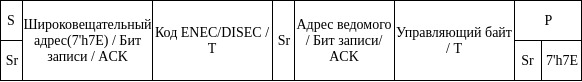 S
Sr
Широковещательный
адрес(7'h7E) / Бит
записи / ACK
Код ENEC/DISEC /
T
Sr
Адрес ведомого
/ Бит записи/
ACK
Управляющий байт
/ T
P
Sr
7'h7E